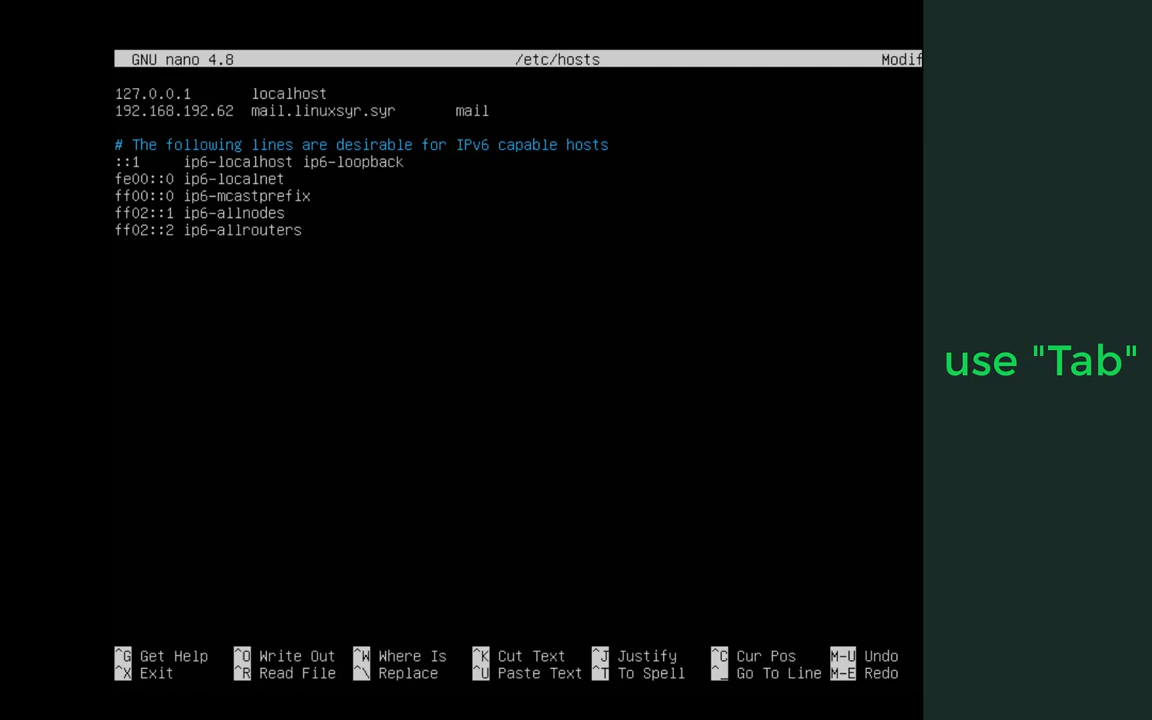 GNU nano 4.8 /etc/hosts Modif
127.0.0.1 localhost
192.168.192.62 mail.linuxsyr.syr mail
# The following lines are desirable for IPv6 capable hosts
::1 ip6-localhost ip6-loopback
fe00::0 ip6-localnet
ff00::0 ip6-mcastprefix
ff02::1 ip6-allnodes
ff02::2 ip6-allrouters
use "Tab"
^G Get Help ^O Write Out ^W Where Is ^K Cut Text ^J Justify ^C Cur Pos M-U Undo
^X Exit ^R Read File ^\ Replace ^U Paste Text ^T To Spell ^_ Go To Line M-E Redo